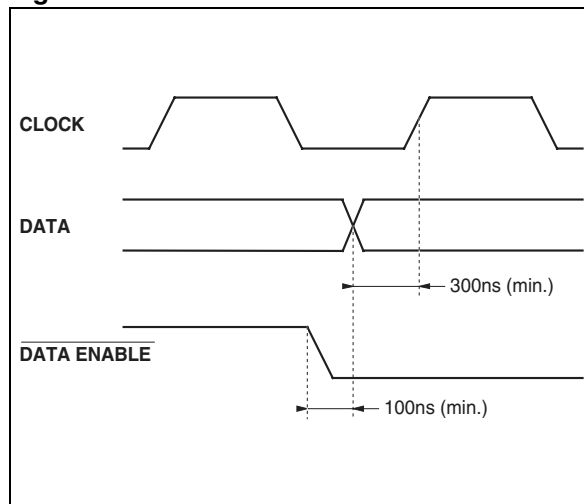 CLOCK
DATA
300ns (min.)
DATA ENABLE
100ns (min.)